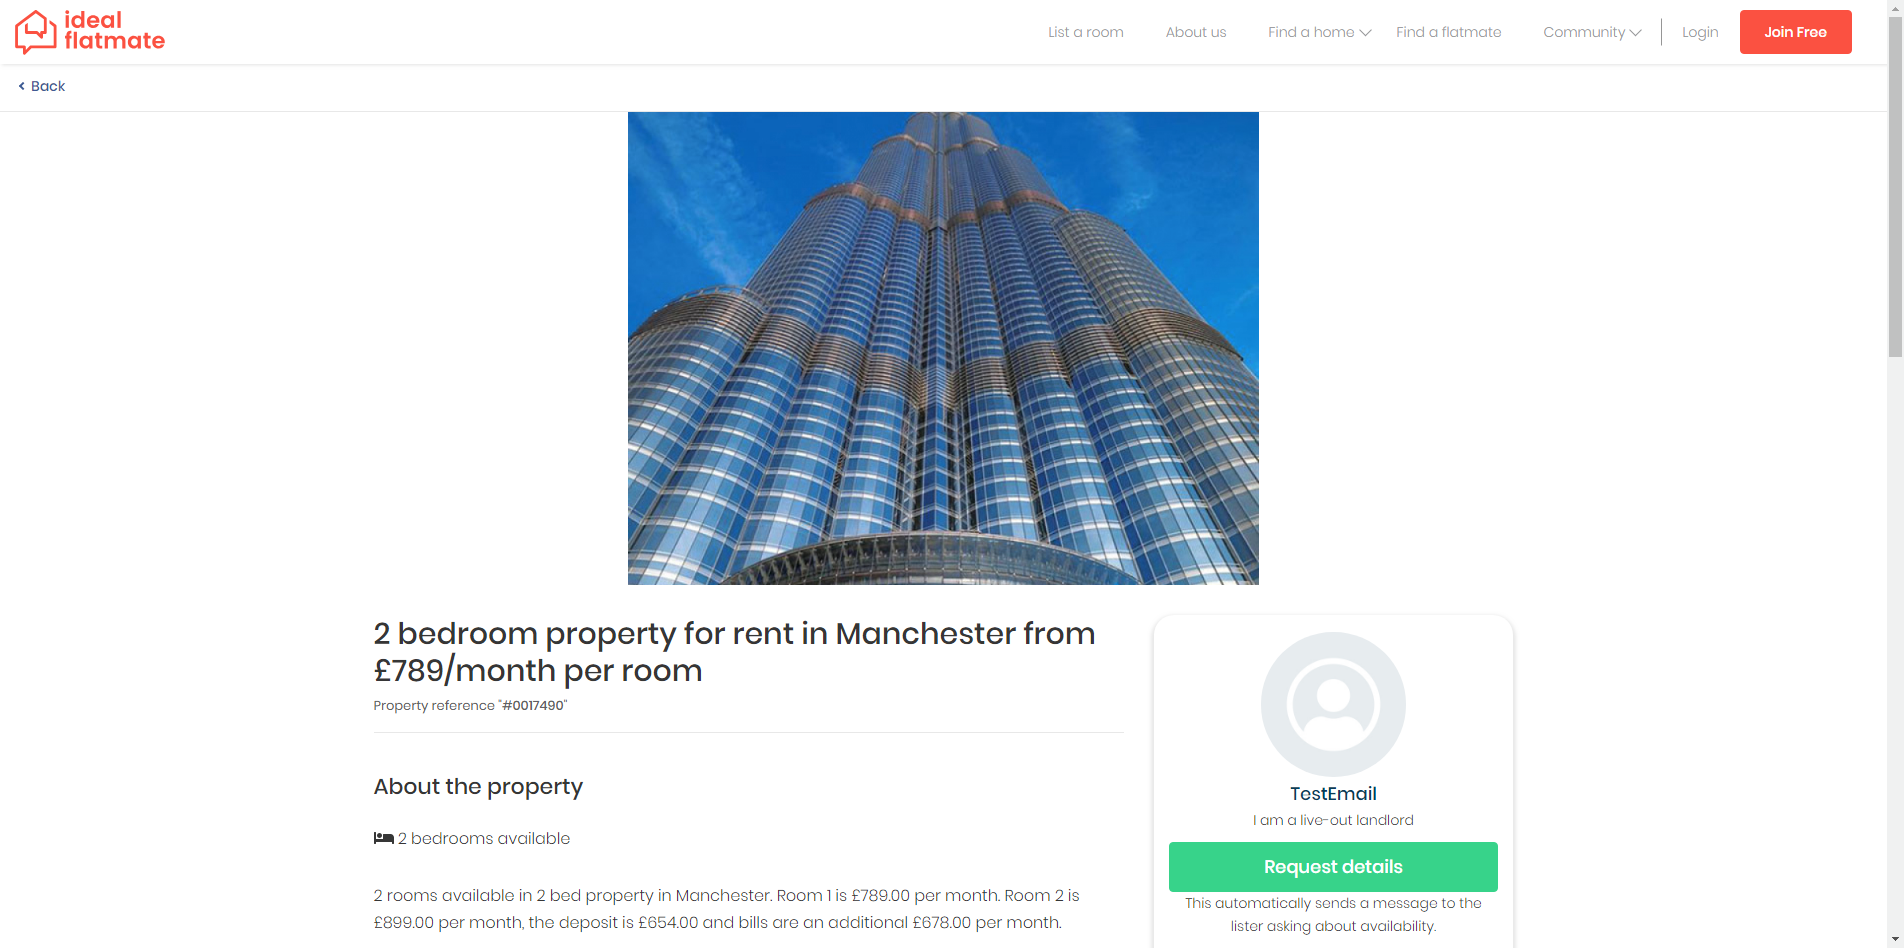 ideal
flatmate
List a room
About us
Find a home
Find a flatmate
Community
Login
Join Free
Back
2 bedroom property for rent in Manchester from
£789/month per room
Property reference "#0017490"
About the property
2 bedrooms available
2 rooms available in 2 bed property in Manchester. Room 1 is £789.00 per month. Room 2 is
£899.00 per month, the deposit is £654.00 and bills are an additional £678.00 per month.
TestEmail
I am a live-out landlord
Request details
This automatically sends a message to the
lister asking about availability.